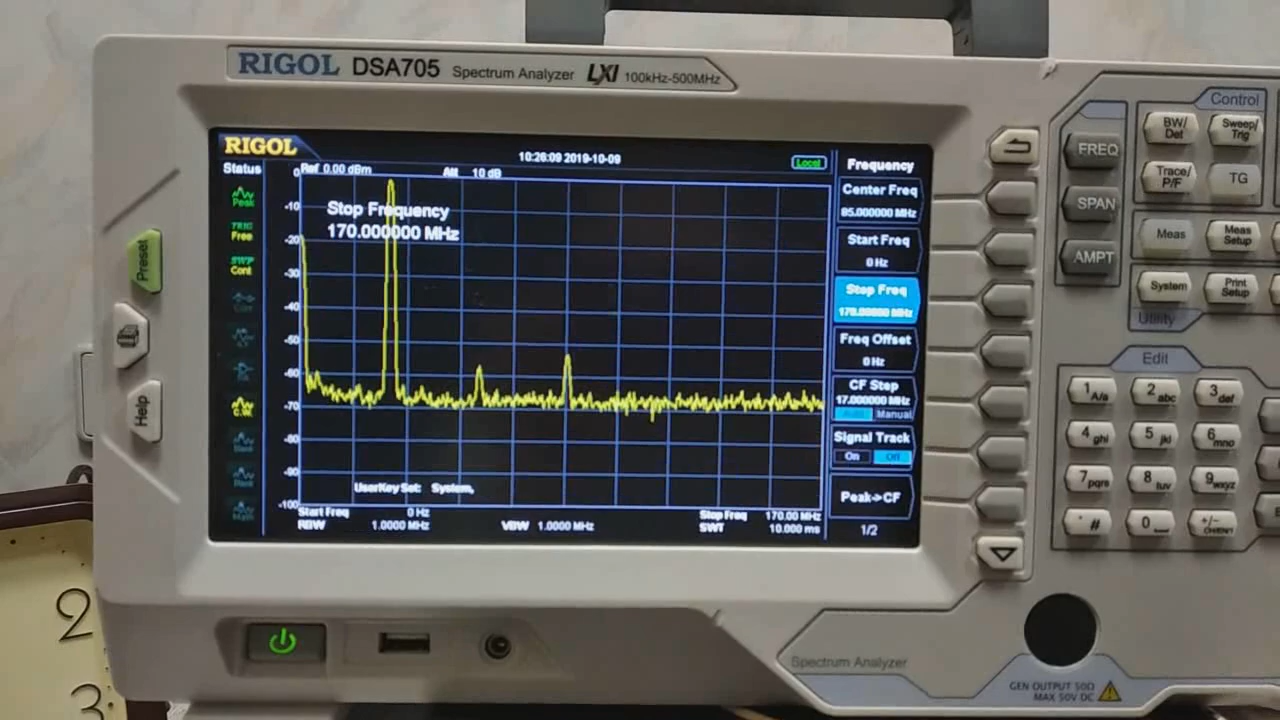 RIGOL DSA705 Spectrum Analyzer LXI 100kHz-500MHz
RIGOL
10:26:09 2019-10-09
Local
Status
Ref 0.00 dBm
Att 10 dB
Stop Frequency
170.000000 MHz
Peak
TRIG
Free
SWP
Cont
C.W.
0
-10
-20
-30
-40
-50
-60
-70
-80
-90
-100
UserKey Set: System,
Start Freq 0 Hz
Stop Freq 170.00 MHz
RBW 1.0000 MHz
VBW 1.0000 MHz
SWT 10.000 ms
Frequency
Center Freq
85.000000 MHz
Start Freq
0 Hz
Stop Freq
170.000000 MHz
Freq Offset
0 Hz
CF Step
17.000000 MHz
Auto Manual
Signal Track
On Off
Peak->CF
1/2
Preset
Help
Control
FREQ
SPAN
AMPT
BW/
Det
Sweep/
Trig
Trace/
P/F
TG
Meas
Meas
Setup
System
Print
Setup
Utility
Edit
1 A/a
2 abc
3 def
4 ghi
5 jkl
6 mno
7 pqrs
8 tuv
9 wxyz
. #
0
+/-
Spectrum Analyzer
GEN OUTPUT 50Ω
MAX 50V DC
2
3